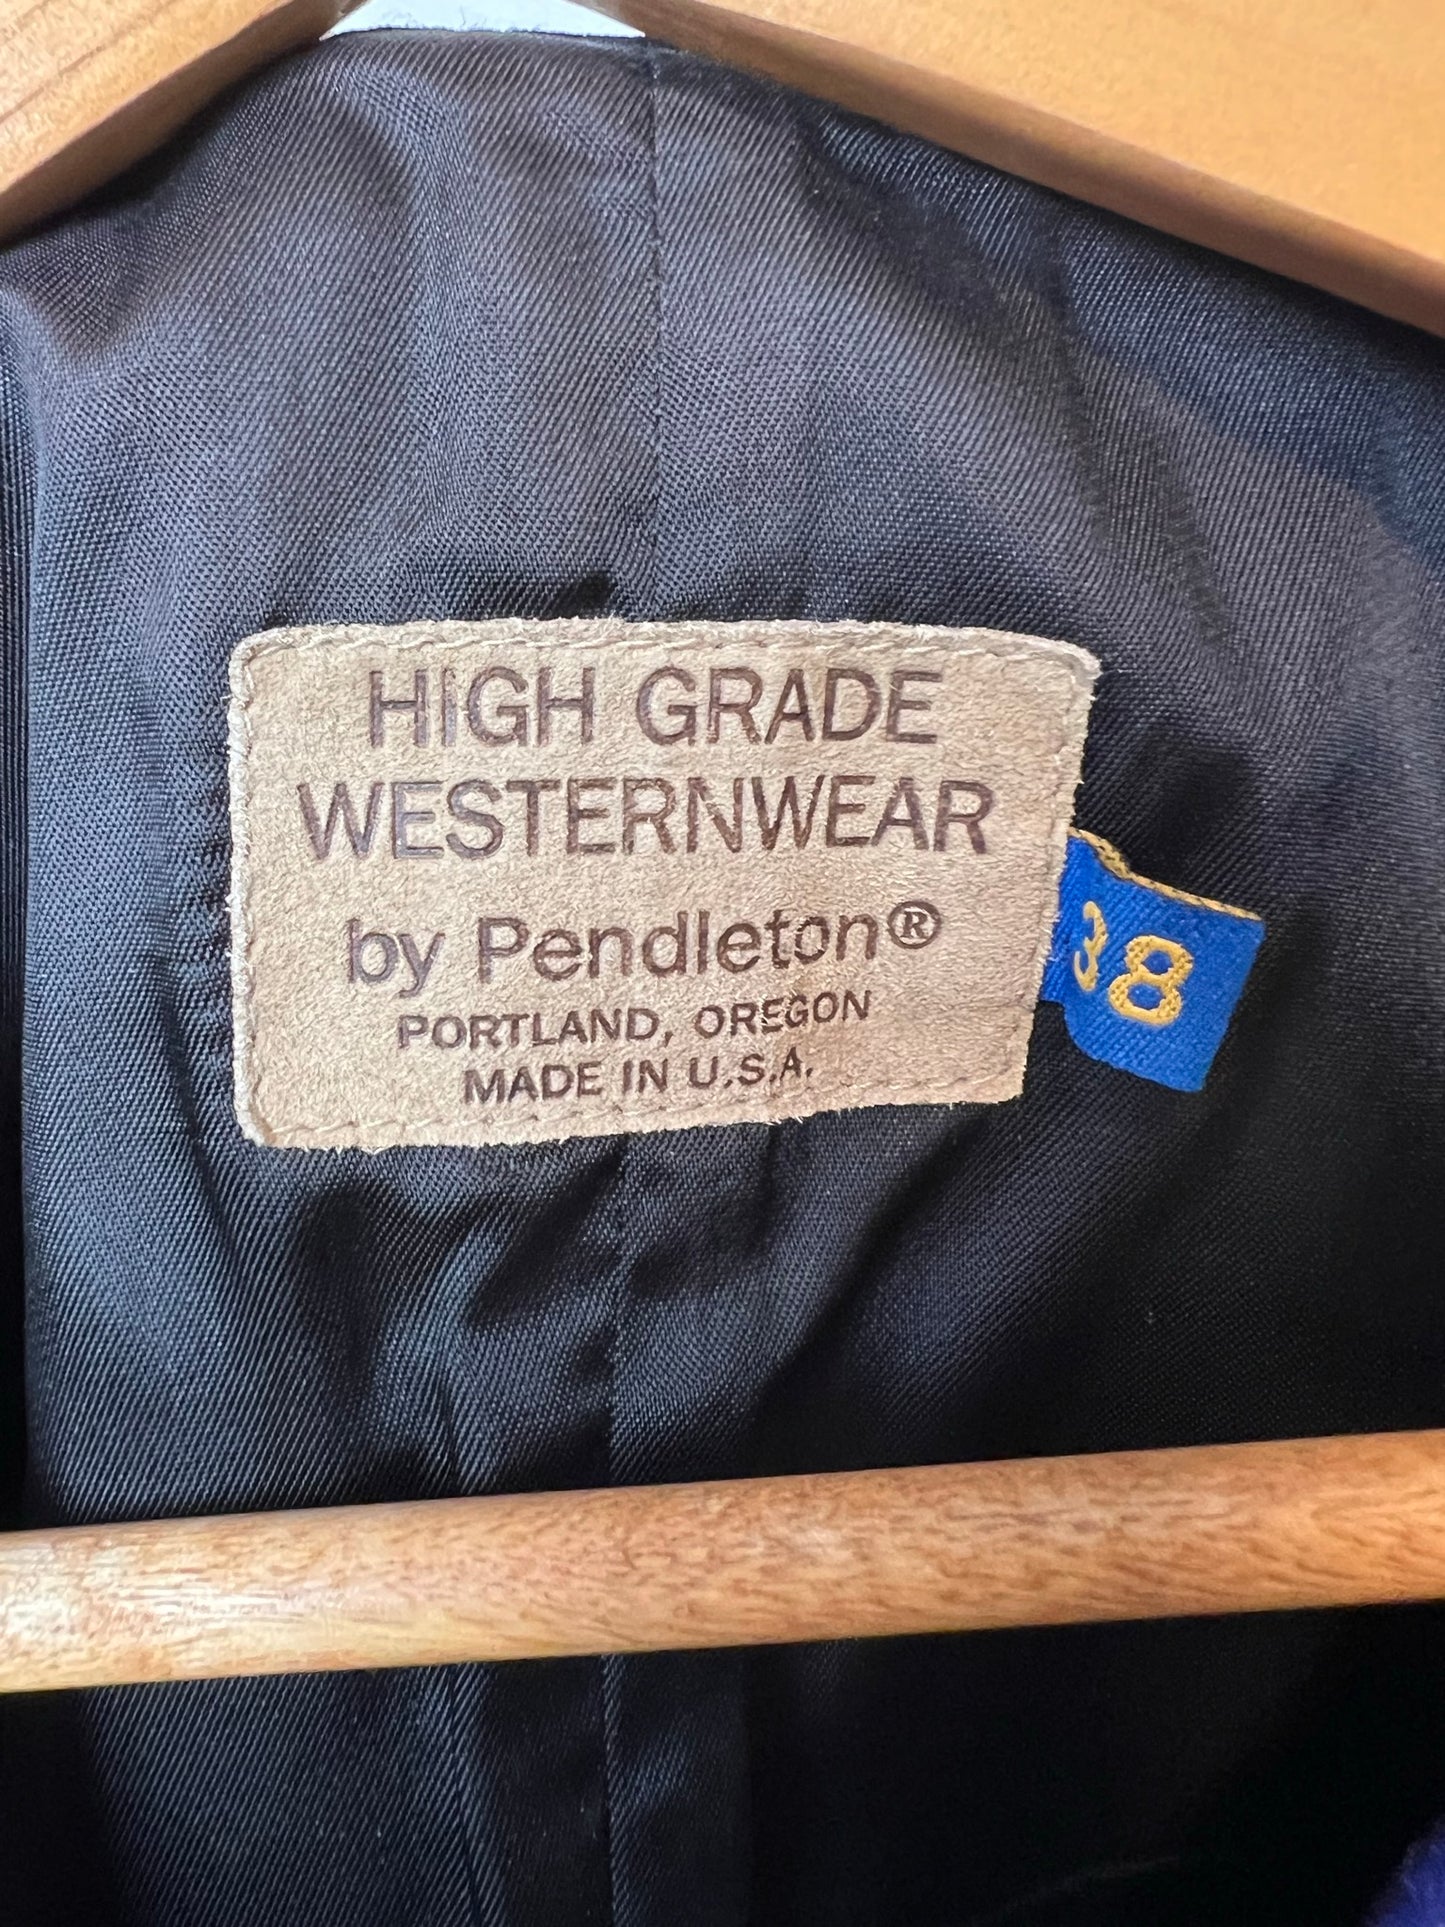 HIGH GRADE
WESTERNWEAR
by Pendleton®
PORTLAND, OREGON
MADE IN U.S.A.
38